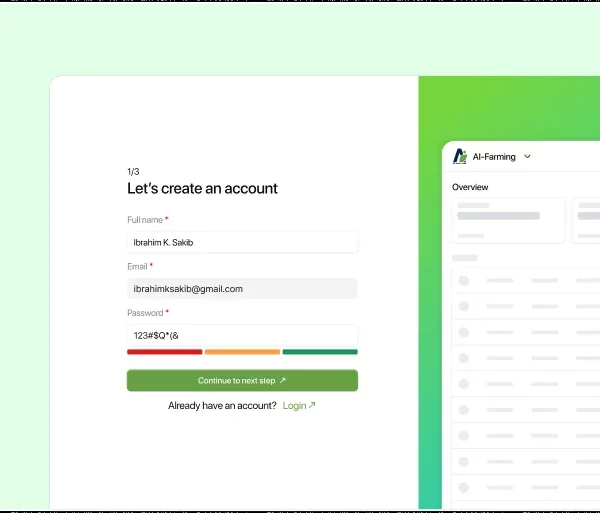 1/3
Let’s create an account
Full name *
Ibrahim K. Sakib
Email *
ibrahimksakib@gmail.com
Password *
123#$Q*(&
Continue to next step ↗
Already have an account? Login ↗
AI-Farming
Overview